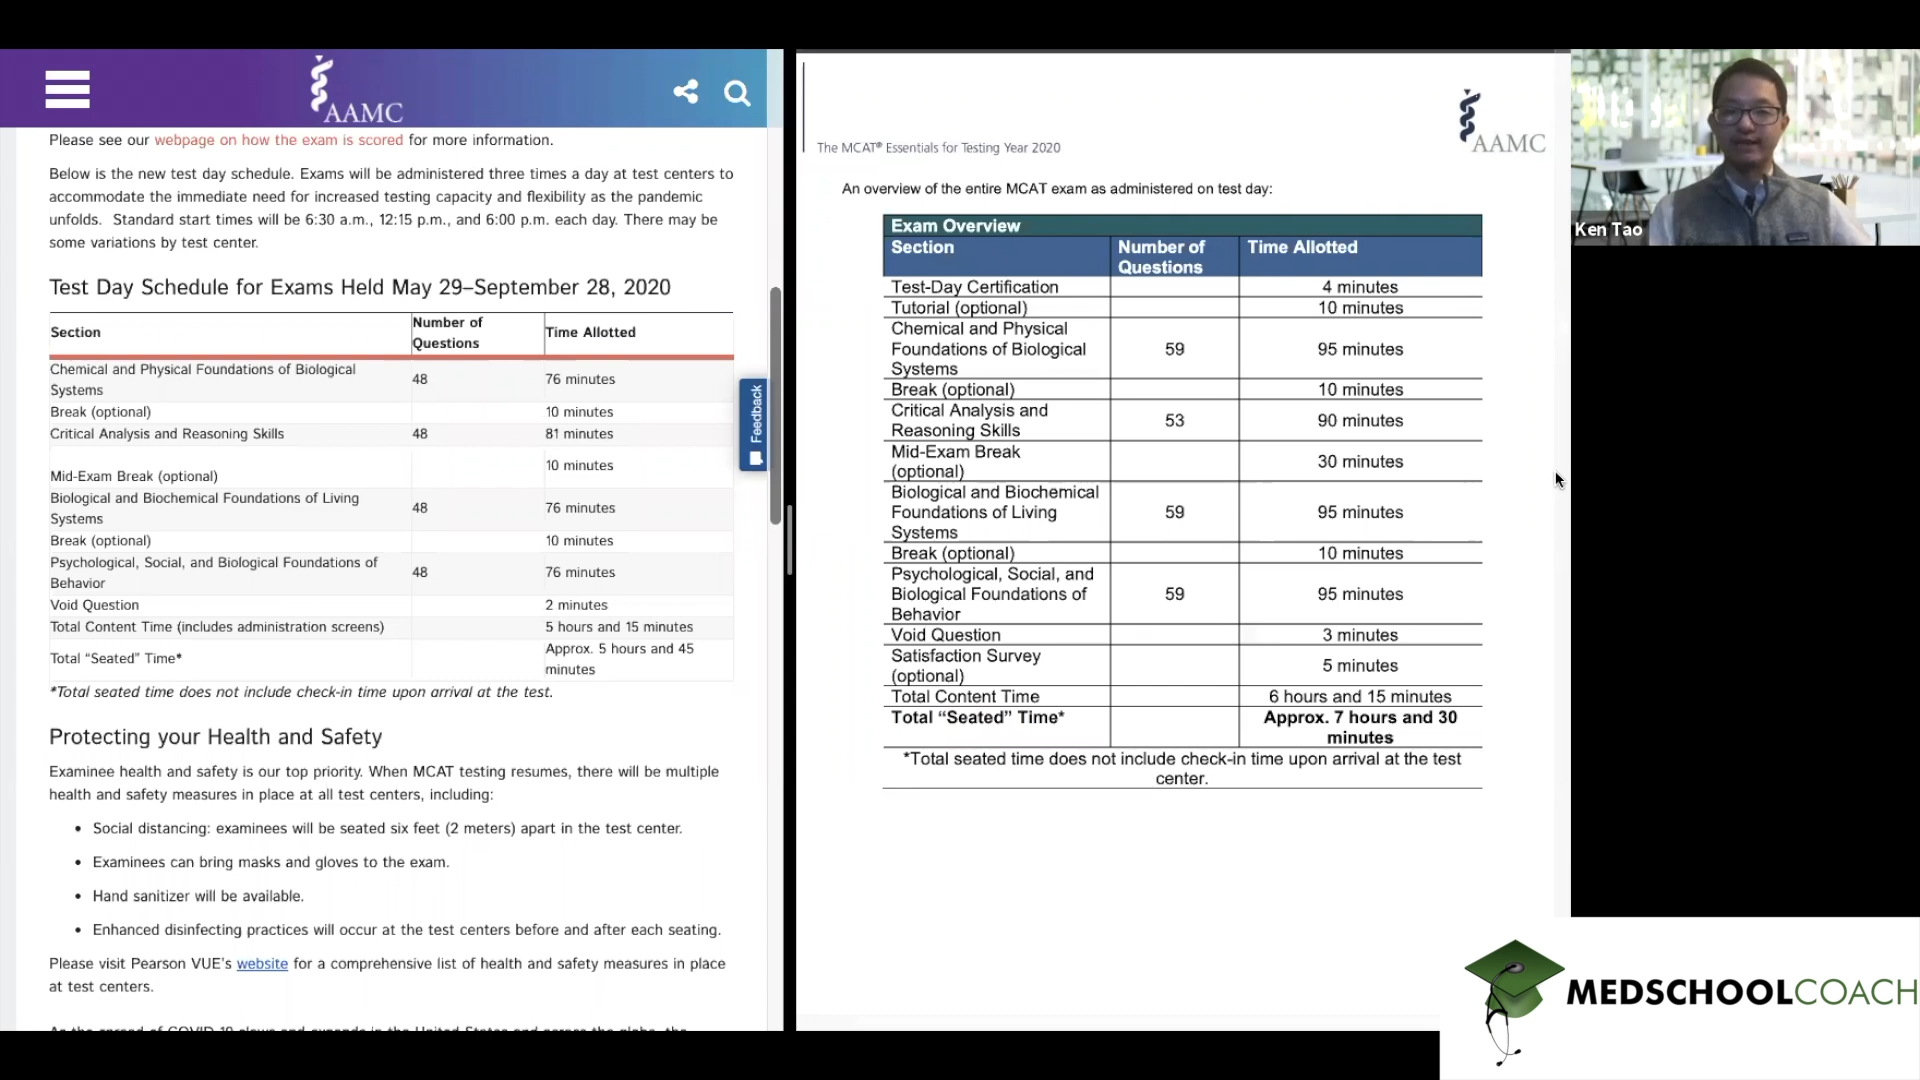 AAMC
Please see our webpage on how the exam is scored for more information.
Below is the new test day schedule. Exams will be administered three times a day at test centers to
accommodate the immediate need for increased testing capacity and flexibility as the pandemic
unfolds. Standard start times will be 6:30 a.m., 12:15 p.m., and 6:00 p.m. each day. There may be
some variations by test center.
Test Day Schedule for Exams Held May 29–September 28, 2020
Section
Number of
Questions
Time Allotted
Chemical and Physical Foundations of Biological
Systems
48
76 minutes
Break (optional)
10 minutes
Critical Analysis and Reasoning Skills
48
81 minutes
Mid-Exam Break (optional)
10 minutes
Biological and Biochemical Foundations of Living
Systems
48
76 minutes
Break (optional)
10 minutes
Psychological, Social, and Biological Foundations of
Behavior
48
76 minutes
Void Question
2 minutes
Total Content Time (includes administration screens)
5 hours and 15 minutes
Total “Seated” Time*
Approx. 5 hours and 45
minutes
*Total seated time does not include check-in time upon arrival at the test.
Feedback
Protecting your Health and Safety
Examinee health and safety is our top priority. When MCAT testing resumes, there will be multiple
health and safety measures in place at all test centers, including:
• Social distancing: examinees will be seated six feet (2 meters) apart in the test center.
• Examinees can bring masks and gloves to the exam.
• Hand sanitizer will be available.
• Enhanced disinfecting practices will occur at the test centers before and after each seating.
Please visit Pearson VUE’s website for a comprehensive list of health and safety measures in place
at test centers.
As the spread of COVID-19 slows and expands in the United States and across the globe, the
The MCAT® Essentials for Testing Year 2020
AAMC
An overview of the entire MCAT exam as administered on test day:
Exam Overview
Section
Number of
Questions
Time Allotted
Test-Day Certification
4 minutes
Tutorial (optional)
10 minutes
Chemical and Physical
Foundations of Biological
Systems
59
95 minutes
Break (optional)
10 minutes
Critical Analysis and
Reasoning Skills
53
90 minutes
Mid-Exam Break
(optional)
30 minutes
Biological and Biochemical
Foundations of Living
Systems
59
95 minutes
Break (optional)
10 minutes
Psychological, Social, and
Biological Foundations of
Behavior
59
95 minutes
Void Question
3 minutes
Satisfaction Survey
(optional)
5 minutes
Total Content Time
6 hours and 15 minutes
Total “Seated” Time*
Approx. 7 hours and 30
minutes
*Total seated time does not include check-in time upon arrival at the test
center.
Ken Tao
MEDSCHOOLCOACH